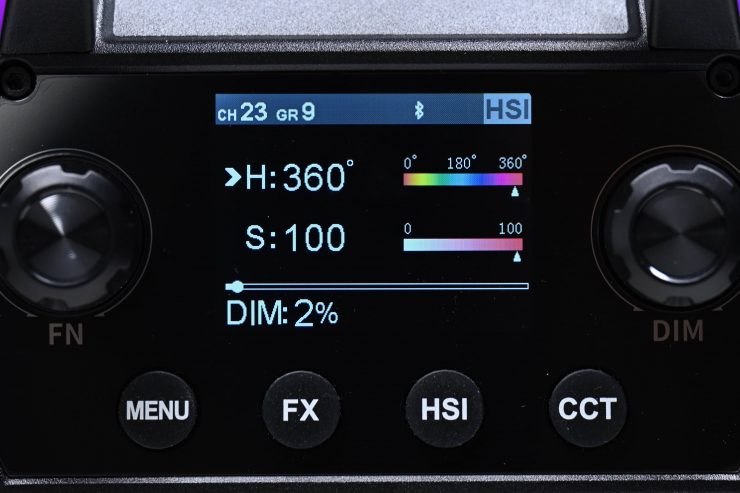 CH 23 GR 9 HSI
H: 360° 0° 180° 360°
S: 100 0 100
DIM: 2%
FN DIM
MENU FX HSI CCT